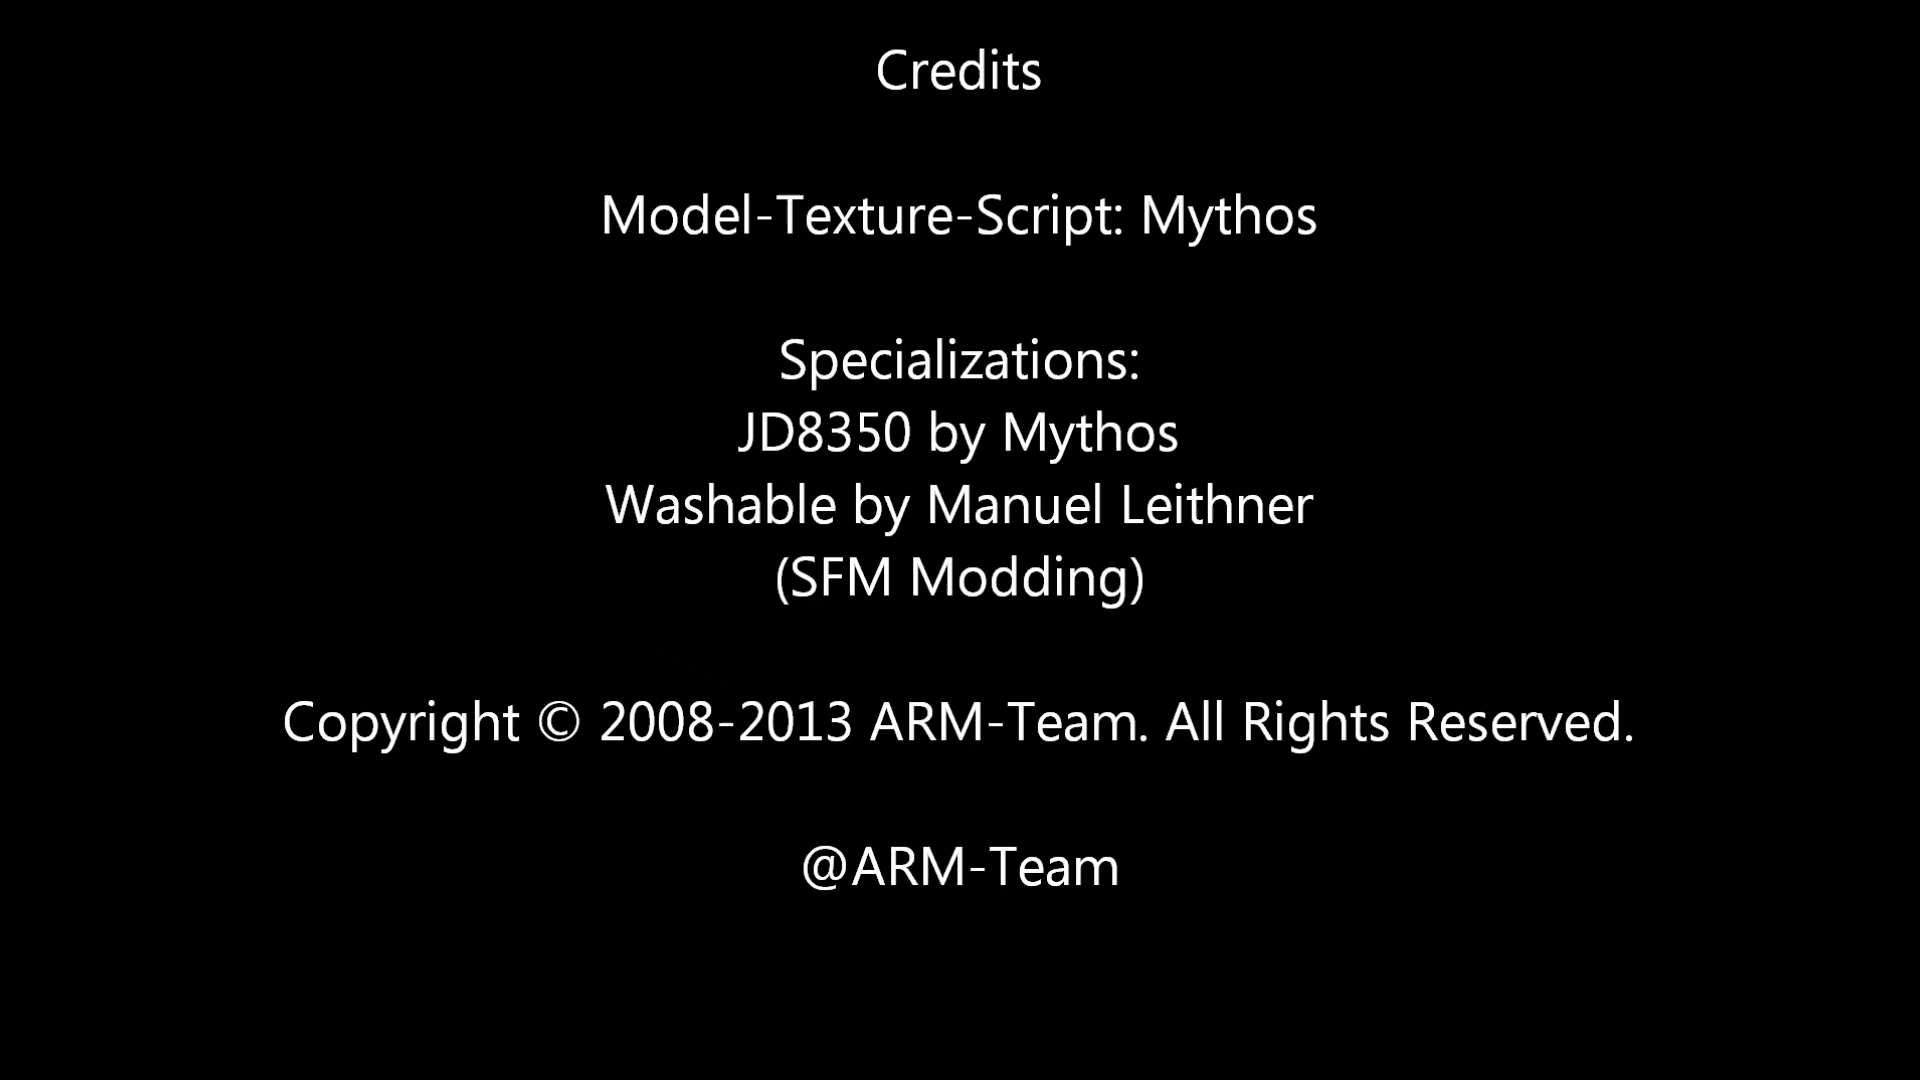 Credits
Model-Texture-Script: Mythos
Specializations:
JD8350 by Mythos
Washable by Manuel Leithner
(SFM Modding)
Copyright © 2008-2013 ARM-Team. All Rights Reserved.
@ARM-Team